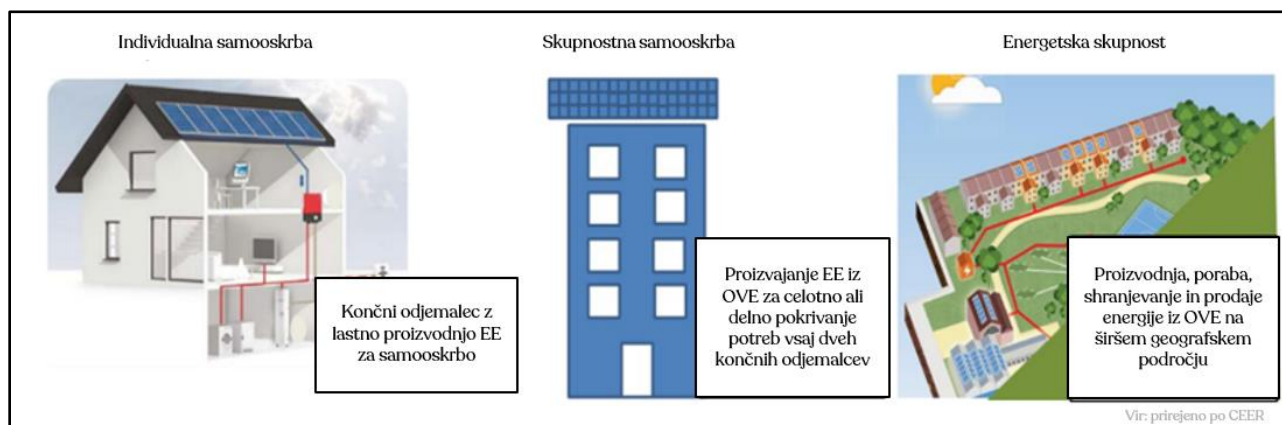 Individualna samooskrba
Skupnostna samooskrba
Energetska skupnost
Končni odjemalec z
lastno proizvodnjo EE
za samooskrbo
Proizvajanje EE iz
OVE za celotno ali
delno pokrivanje
potreb vsaj dveh
končnih odjemalcev
Proizvodnja, poraba,
shranjevanje in prodaje
energije iz OVE na
širšem geografskem
področju
Vir: prirejeno po CEER